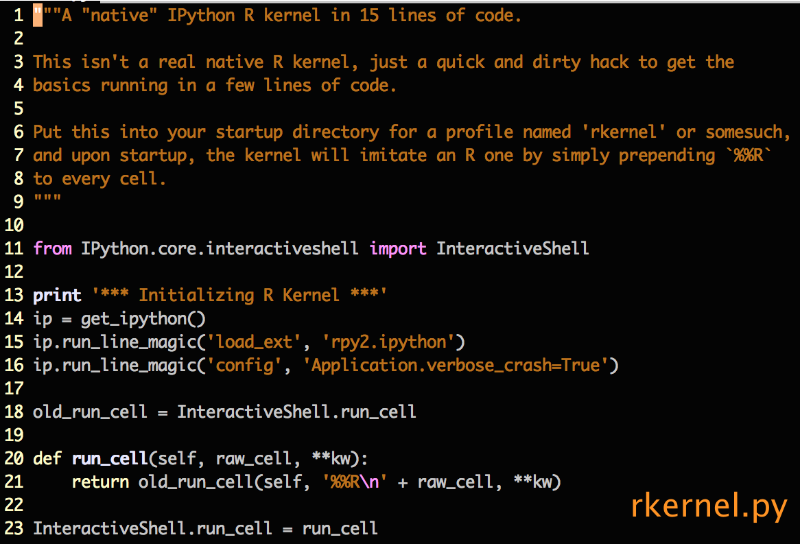 1 """A "native" IPython R kernel in 15 lines of code.
2
3 This isn't a real native R kernel, just a quick and dirty hack to get the
4 basics running in a few lines of code.
5
6 Put this into your startup directory for a profile named 'rkernel' or somesuch,
7 and upon startup, the kernel will imitate an R one by simply prepending `%%R`
8 to every cell.
9 """
10
11 from IPython.core.interactiveshell import InteractiveShell
12
13 print '*** Initializing R Kernel ***'
14 ip = get_ipython()
15 ip.run_line_magic('load_ext', 'rpy2.ipython')
16 ip.run_line_magic('config', 'Application.verbose_crash=True')
17
18 old_run_cell = InteractiveShell.run_cell
19
20 def run_cell(self, raw_cell, **kw):
21     return old_run_cell(self, '%%R\n' + raw_cell, **kw)
22
23 InteractiveShell.run_cell = run_cell
rkernel.py